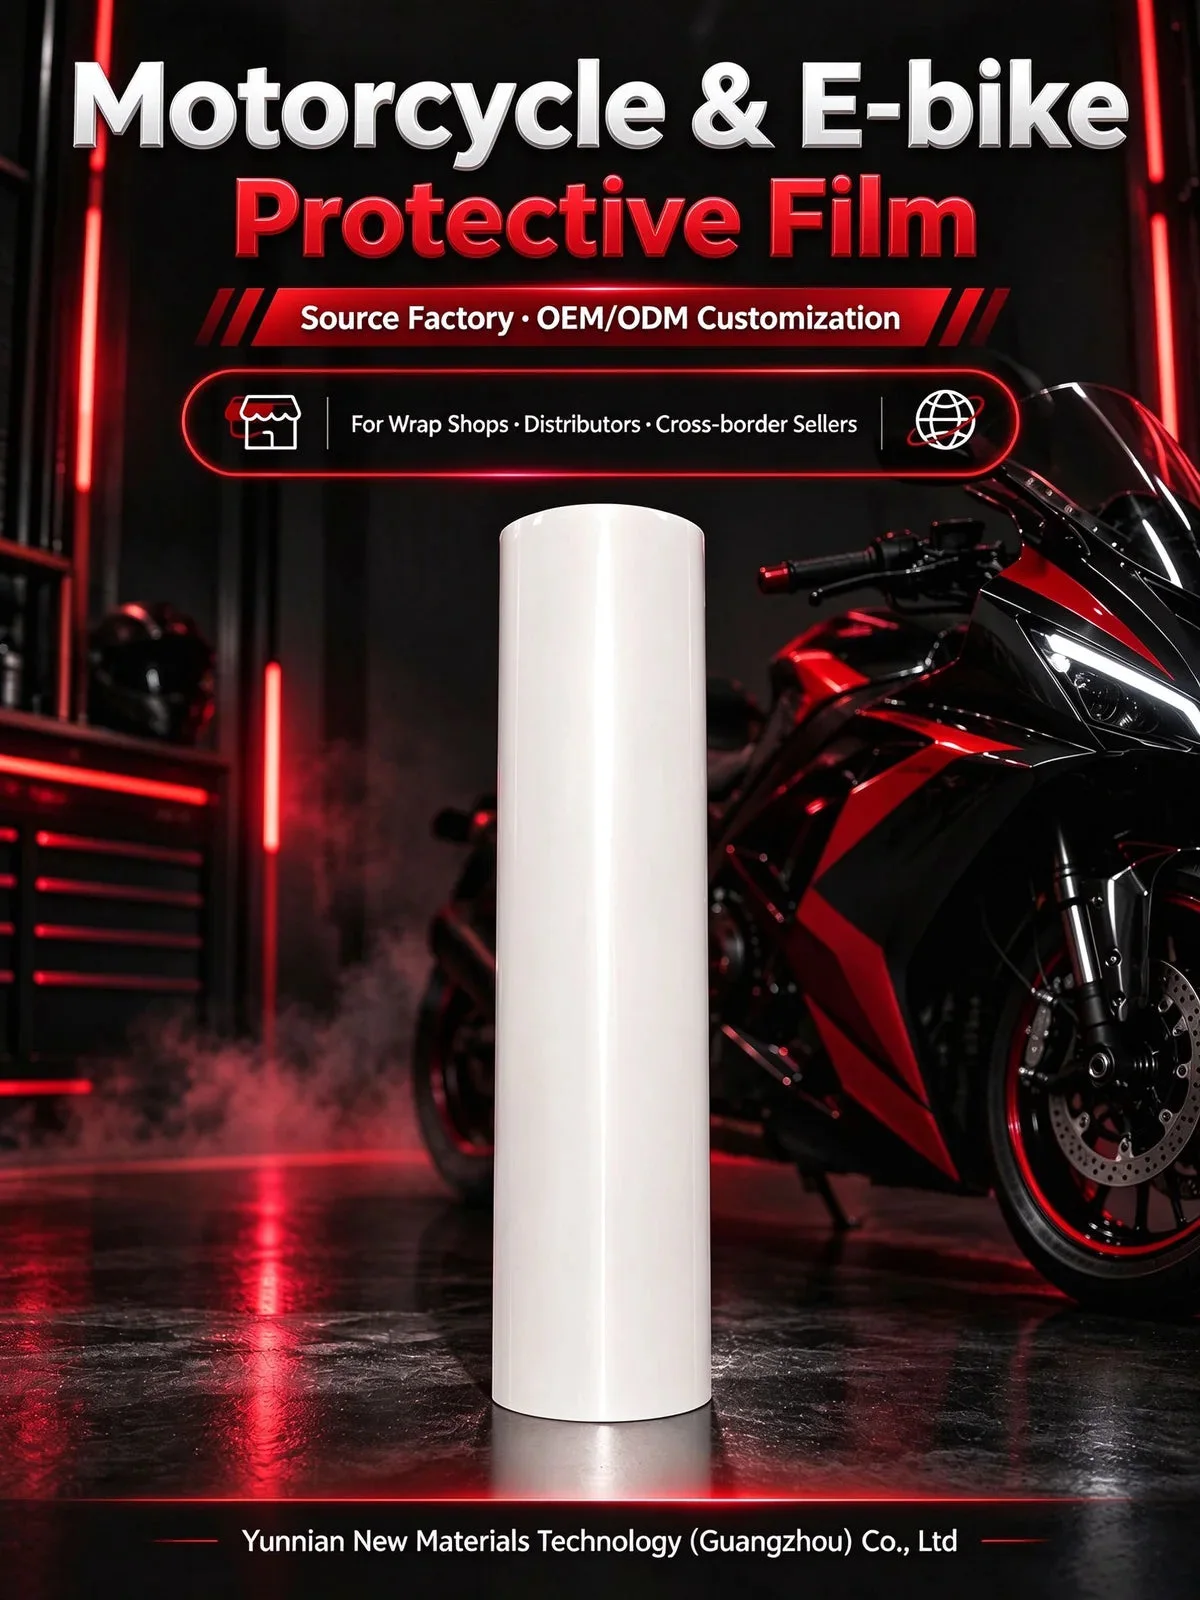 Motorcycle & E-bike
Protective Film
Source Factory · OEM/ODM Customization
For Wrap Shops · Distributors · Cross-border Sellers
Yunnian New Materials Technology (Guangzhou) Co., Ltd